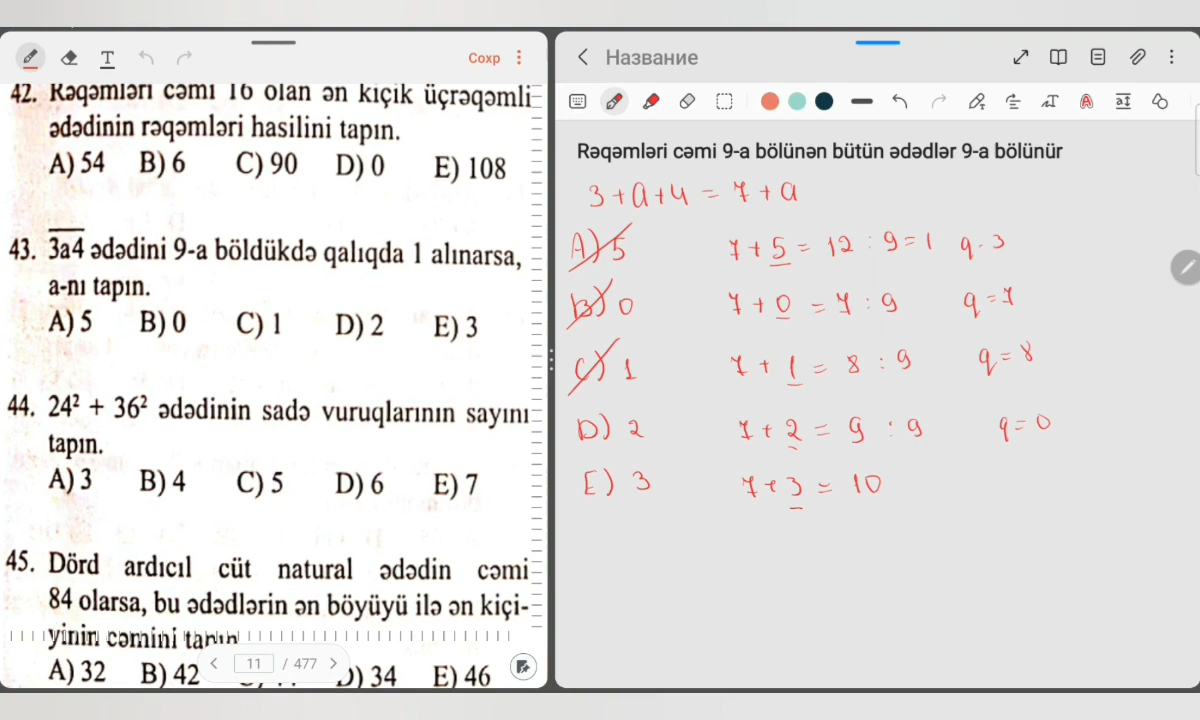 Сохр
42. Rəqəmləri cəmi 16 olan ən kiçik üçrəqəmli
ədədinin rəqəmləri hasilini tapın.
A) 54 B) 6 C) 90 D) 0 E) 108
43. 3a4 ədədini 9-a böldükdə qalıqda 1 alınarsa,
a-nı tapın.
A) 5 B) 0 C) 1 D) 2 E) 3
44. 24² + 36² ədədinin sadə vuruqlarının sayını
tapın.
A) 3 B) 4 C) 5 D) 6 E) 7
45. Dörd ardıcıl cüt natural ədədin cəmi
84 olarsa, bu ədədlərin ən böyüyü ilə ən kiçi-
yinin cəmini tapın
A) 32 B) 42 D) 34 E) 46
11 / 477
Название
Rəqəmləri cəmi 9-a bölünən bütün ədədlər 9-a bölünür
3 + a + 4 = 7 + a
A) 5 7 + 5 = 12 : 9 = 1 q - 3
B) 0 7 + 0 = 7 : 9 q = 7
C) 1 7 + 1 = 8 : 9 q = 8
D) 2 7 + 2 = 9 : 9 q = 0
E) 3 7 + 3 = 10